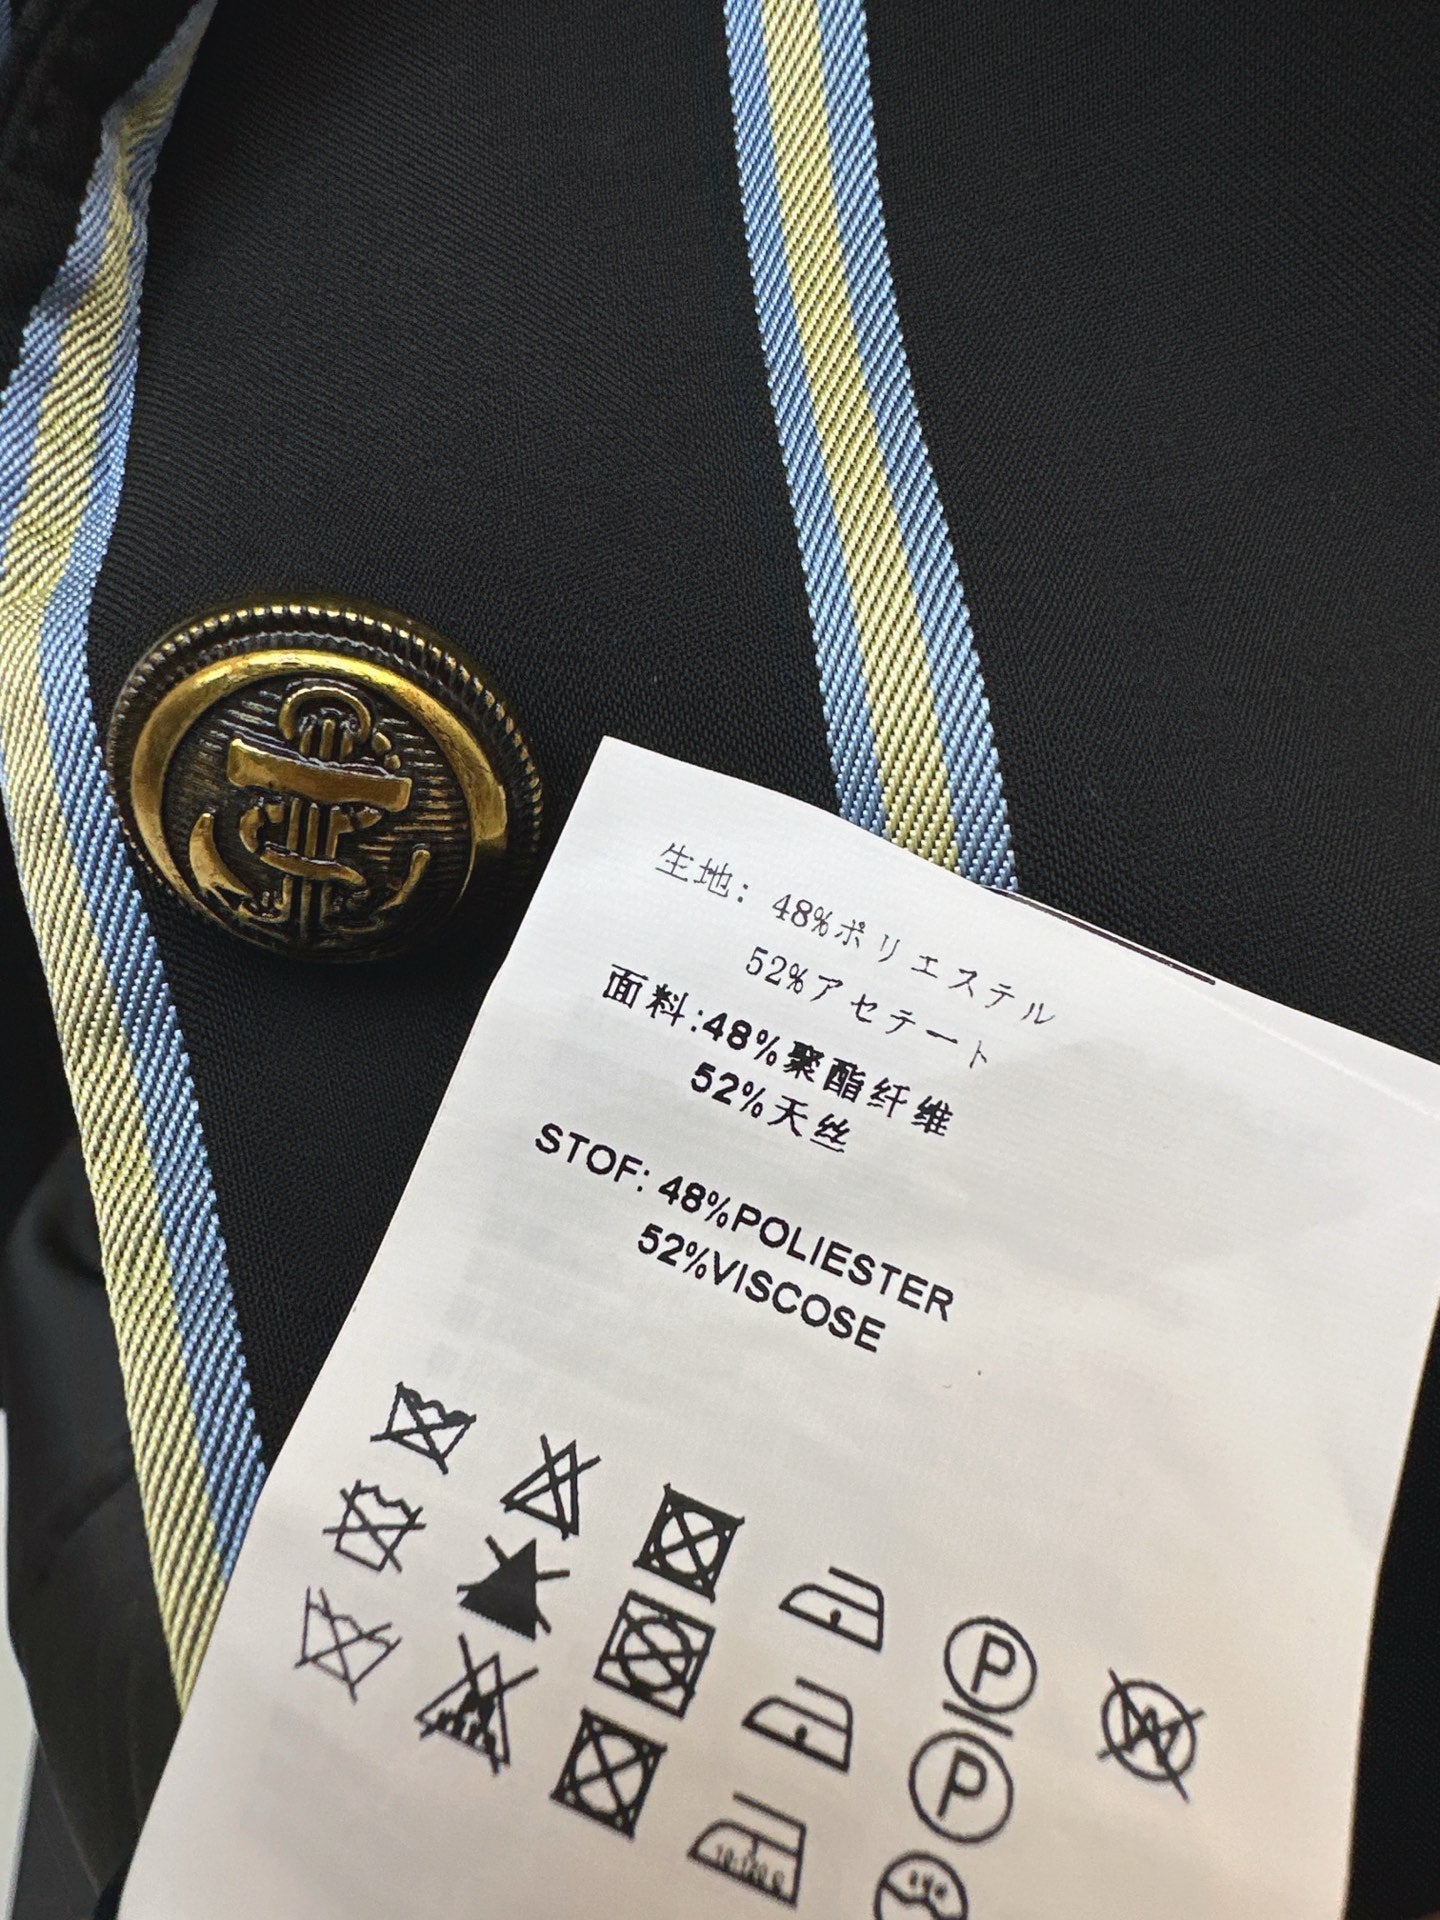 生地: 48%ポリエステル
52%アセテート
面料:48%聚酯纤维
52%天丝
STOF: 48%POLIESTER
52%VISCOSE
P
W
P